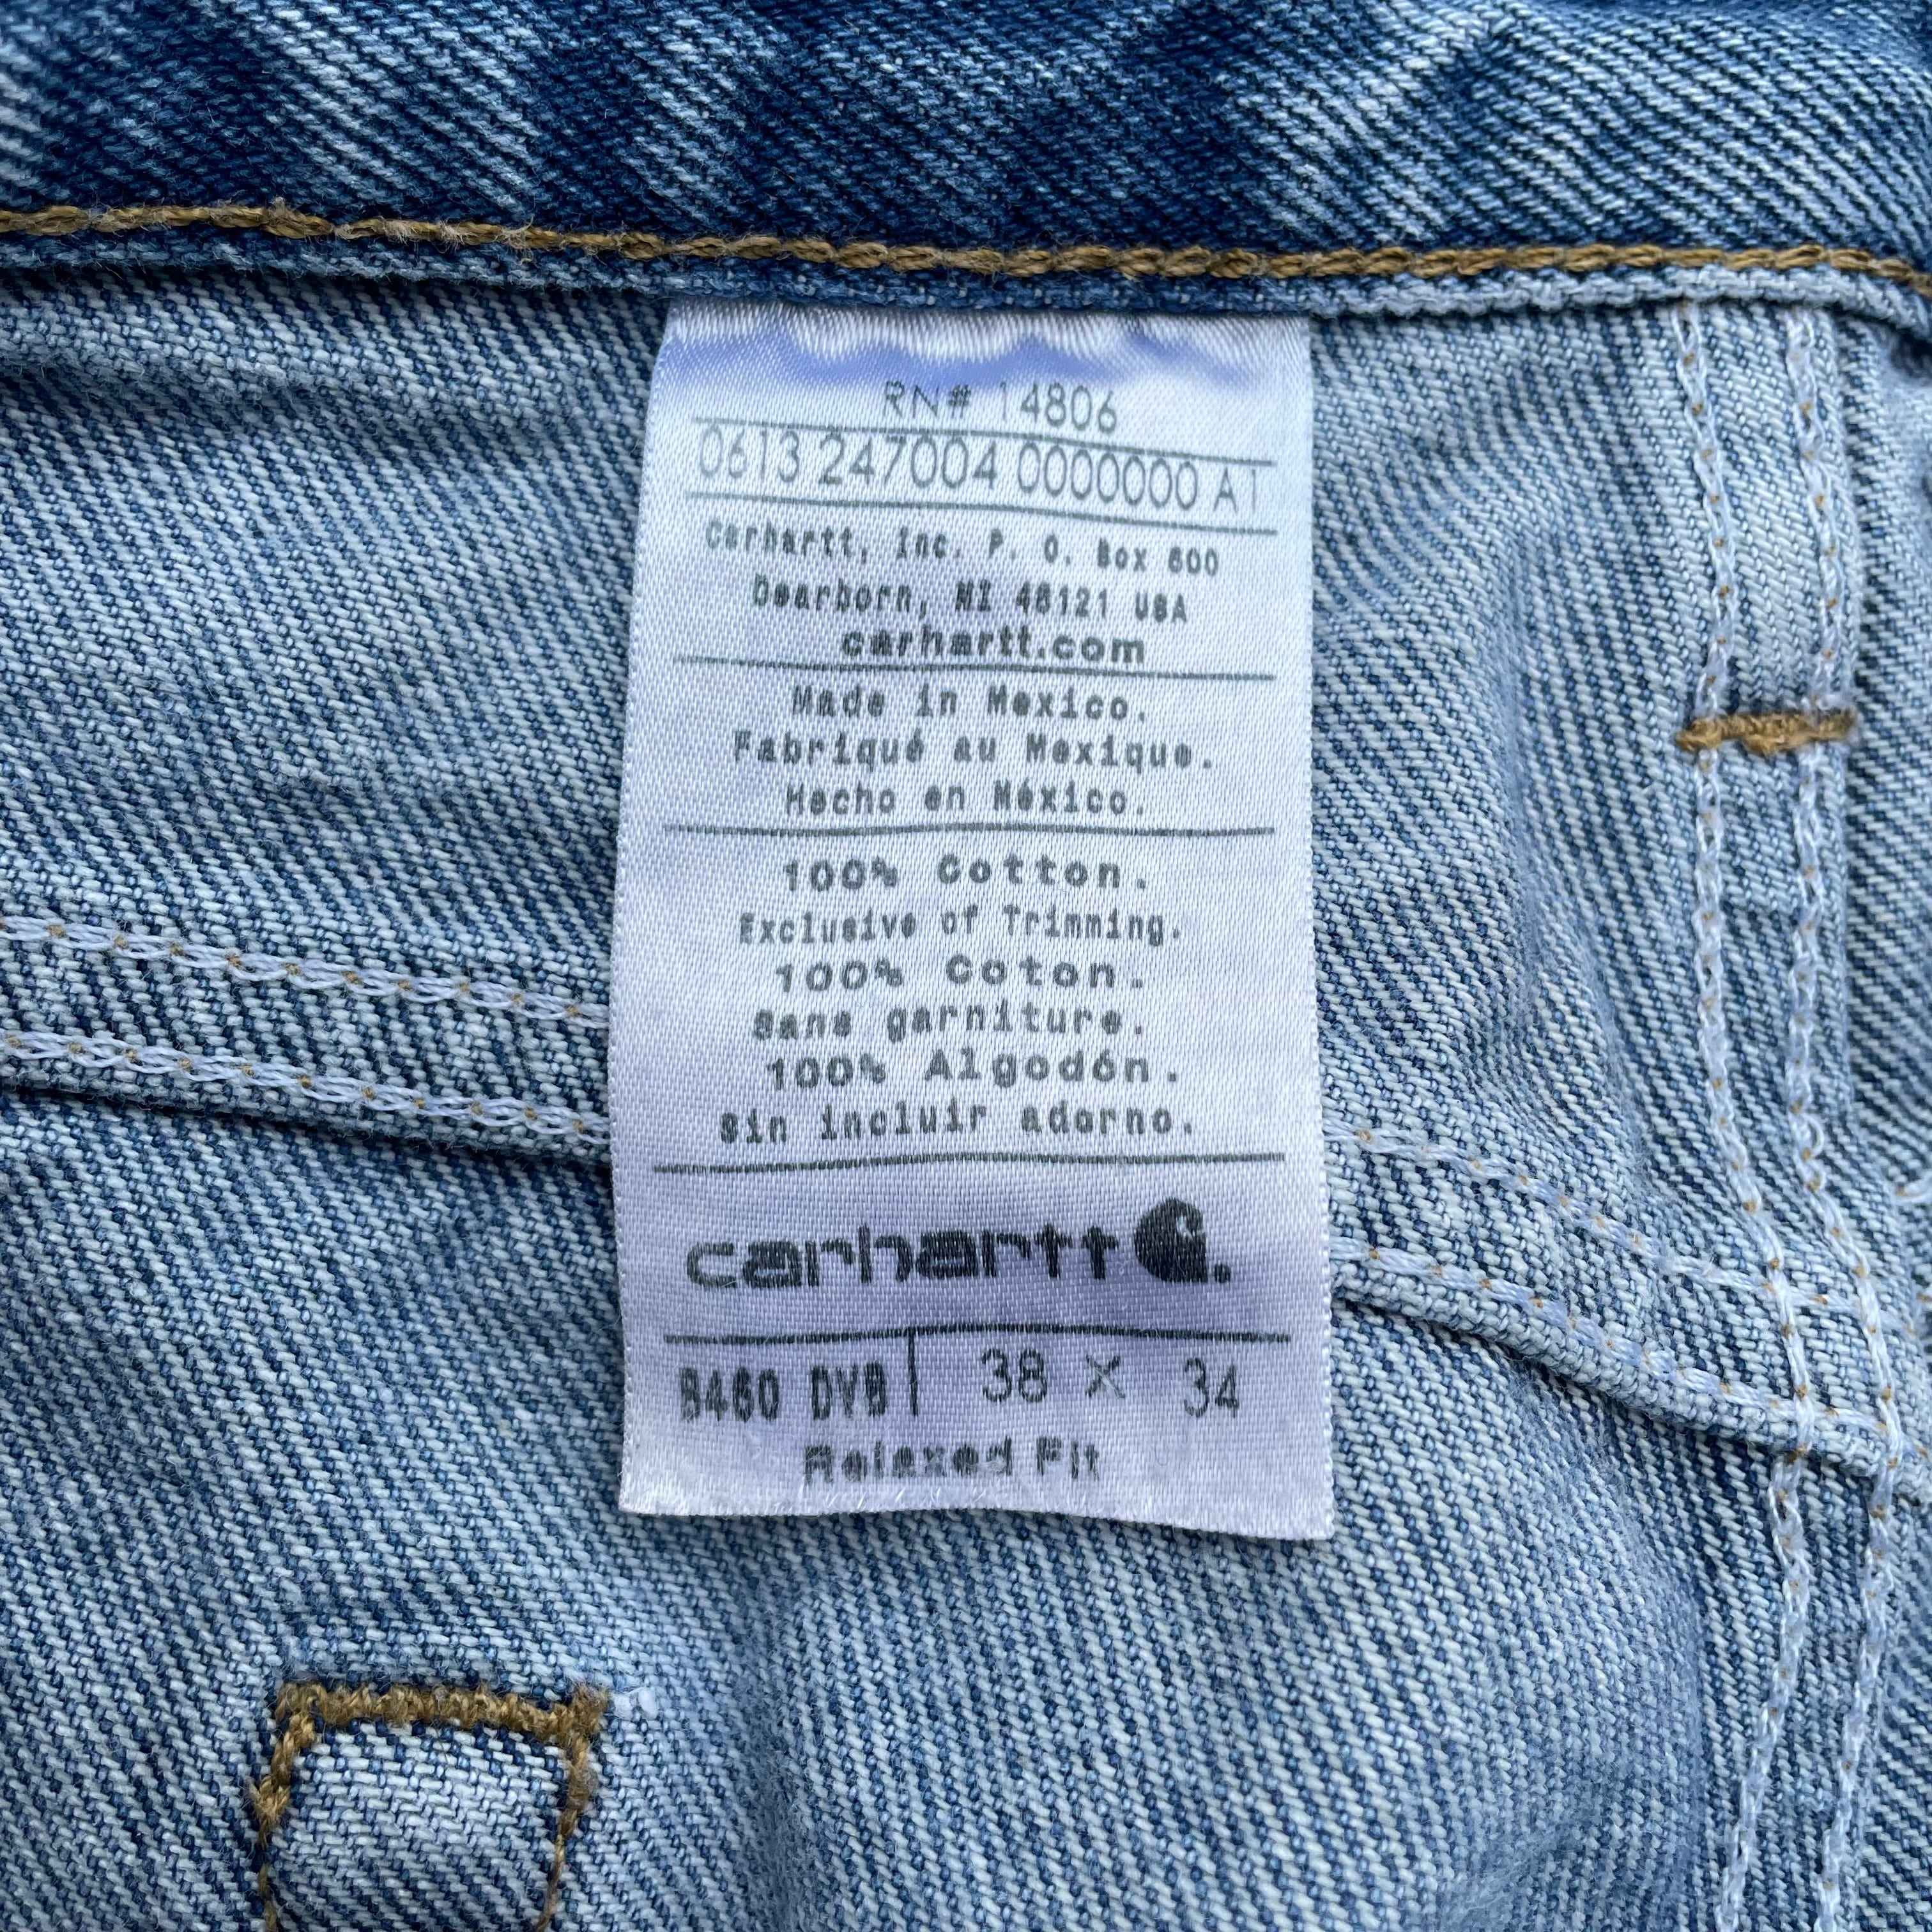 RN# 14806
0613 247004 0000000 A1
Carhartt, Inc. P. O. Box 600
Dearborn, MI 48121 USA
carhartt.com
Made in Mexico.
Fabriqué au Mexique.
Hecho en México.
100% Cotton.
Exclusive of Trimming.
100% Coton.
Sans garniture.
100% Algodón.
Sin incluir adorno.
carhartt.
B460 DVB 38 X 34
Relaxed Fit